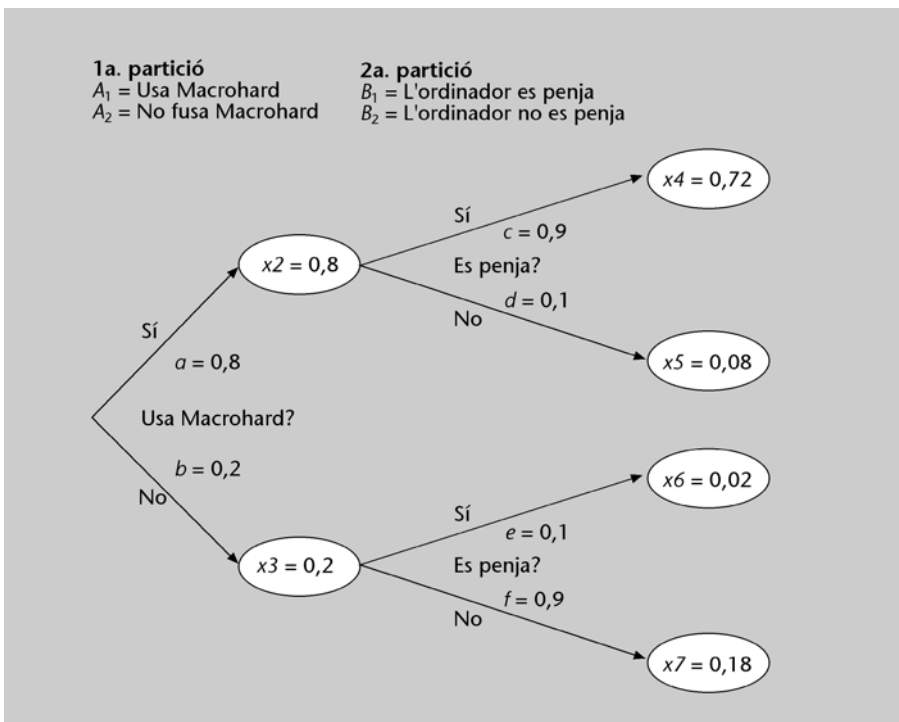 1a. partició
A₁ = Usa Macrohard
A₂ = No fusa Macrohard
2a. partició
B₁ = L'ordinador es penja
B₂ = L'ordinador no es penja
x4 = 0,72
Sí
c = 0,9
x2 = 0,8
Es penja?
d = 0,1
No
Sí
x5 = 0,08
a = 0,8
Usa Macrohard?
b = 0,2
x6 = 0,02
No
Sí
e = 0,1
x3 = 0,2
Es penja?
f = 0,9
No
x7 = 0,18